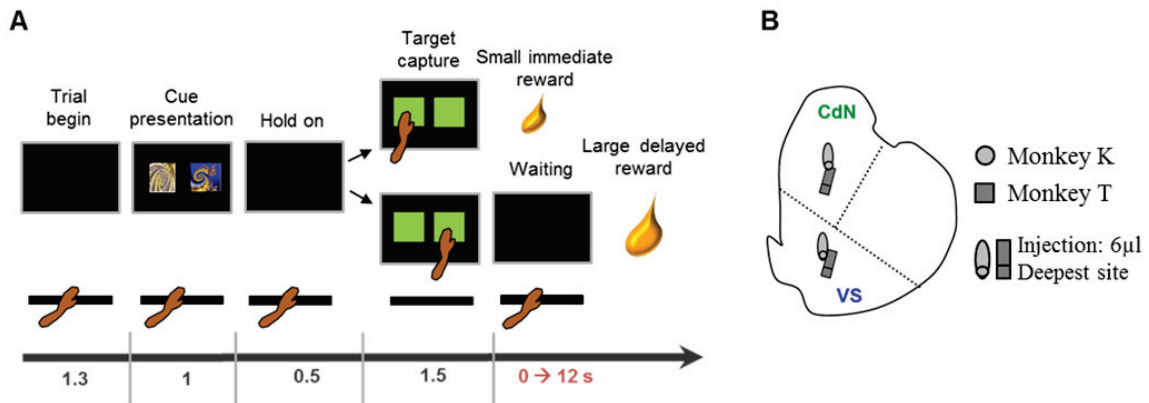 A
Trial
begin
Cue
presentation
Hold on
Target
capture
Small immediate
reward
Waiting
Large delayed
reward
1.3
1
0.5
1.5
0 → 12 s
B
CdN
VS
Monkey K
Monkey T
Injection: 6µl
Deepest site